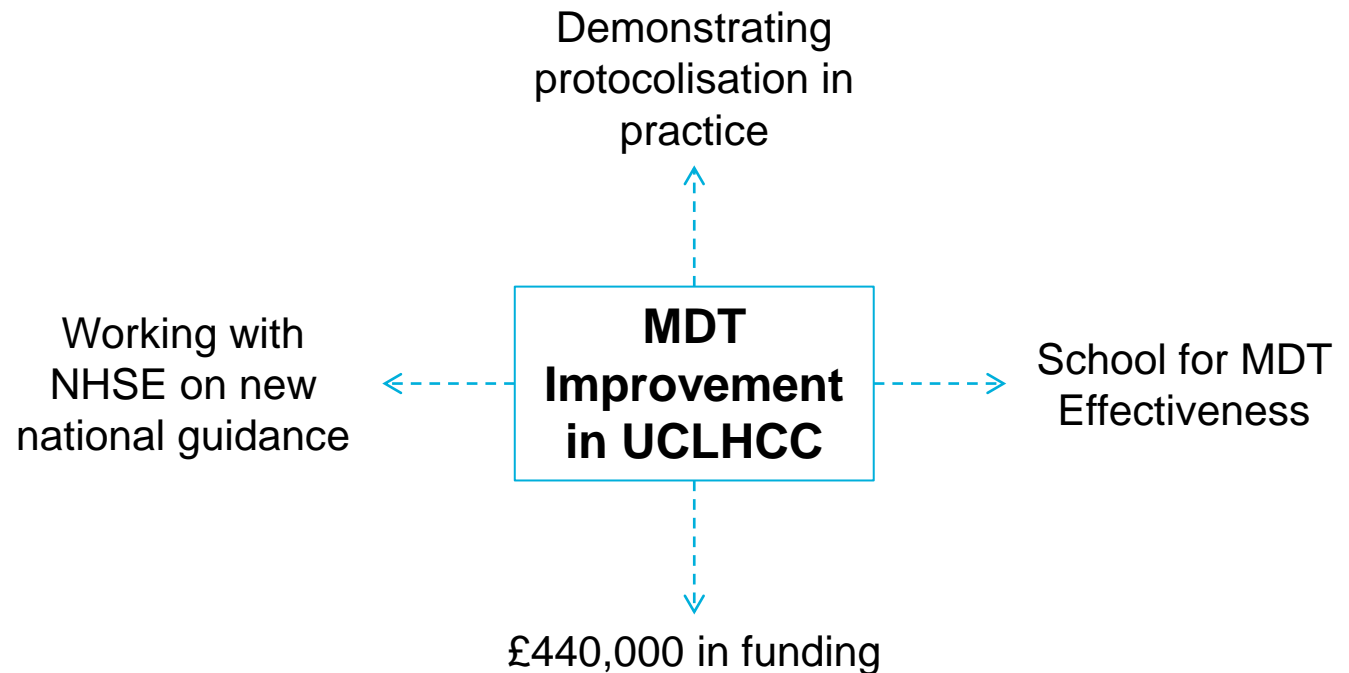 Demonstrating
protocolisation in
practice
Working with
NHSE on new
national guidance
MDT
Improvement
in UCLHCC
School for MDT
Effectiveness
£440,000 in funding